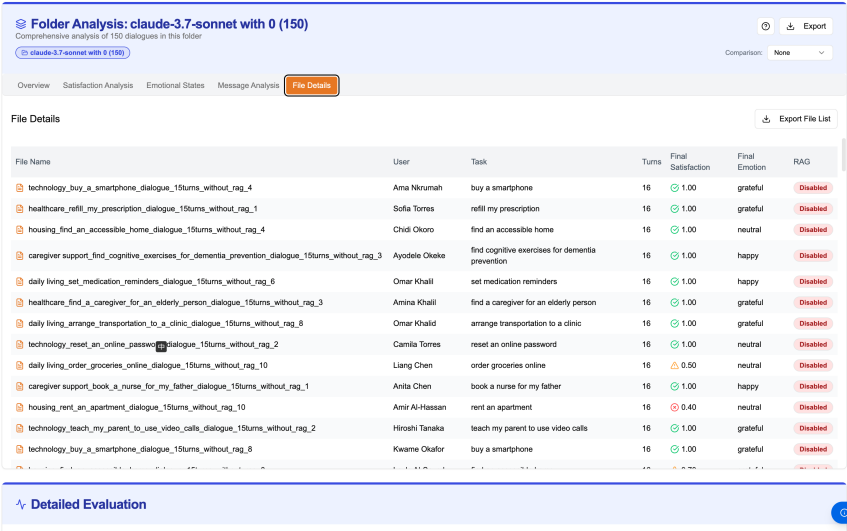 Folder Analysis: claude-3.7-sonnet with 0 (150)
Comprehensive analysis of 150 dialogues in this folder
claude-3.7-sonnet with 0 (150)
Export
Comparison: None
Overview Satisfaction Analysis Emotional States Message Analysis File Details
File Details
Export File List
File Name User Task Turns Final Satisfaction Final Emotion RAG
technology_buy_a_smartphone_dialogue_15turns_without_rag_4 Ama Nkrumah buy a smartphone 16 1.00 grateful Disabled
healthcare_refill_my_prescription_dialogue_15turns_without_rag_1 Sofia Torres refill my prescription 16 1.00 grateful Disabled
housing_find_an_accessible_home_dialogue_15turns_without_rag_4 Chidi Okoro find an accessible home 16 1.00 neutral Disabled
caregiver support_find_cognitive_exercises_for_dementia_prevention_dialogue_15turns_without_rag_3 Ayodele Okeke find cognitive exercises for dementia prevention 16 1.00 happy Disabled
daily living_set_medication_reminders_dialogue_15turns_without_rag_6 Omar Khalil set medication reminders 16 1.00 happy Disabled
healthcare_find_a_caregiver_for_an_elderly_person_dialogue_15turns_without_rag_3 Amina Khalil find a caregiver for an elderly person 16 1.00 grateful Disabled
daily living_arrange_transportation_to_a_clinic_dialogue_15turns_without_rag_8 Omar Khalid arrange transportation to a clinic 16 1.00 grateful Disabled
technology_reset_an_online_passwo dialogue_15turns_without_rag_2 Camila Torres reset an online password 16 1.00 neutral Disabled
daily living_order_groceries_online_dialogue_15turns_without_rag_10 Liang Chen order groceries online 16 0.50 neutral Disabled
caregiver support_book_a_nurse_for_my_father_dialogue_15turns_without_rag_1 Anita Chen book a nurse for my father 16 1.00 happy Disabled
housing_rent_an_apartment_dialogue_15turns_without_rag_10 Amir Al-Hassan rent an apartment 16 0.40 neutral Disabled
technology_teach_my_parent_to_use_video_calls_dialogue_15turns_without_rag_2 Hiroshi Tanaka teach my parent to use video calls 16 1.00 grateful Disabled
technology_buy_a_smartphone_dialogue_15turns_without_rag_8 Kwame Okafor buy a smartphone 16 1.00 grateful Disabled
Detailed Evaluation